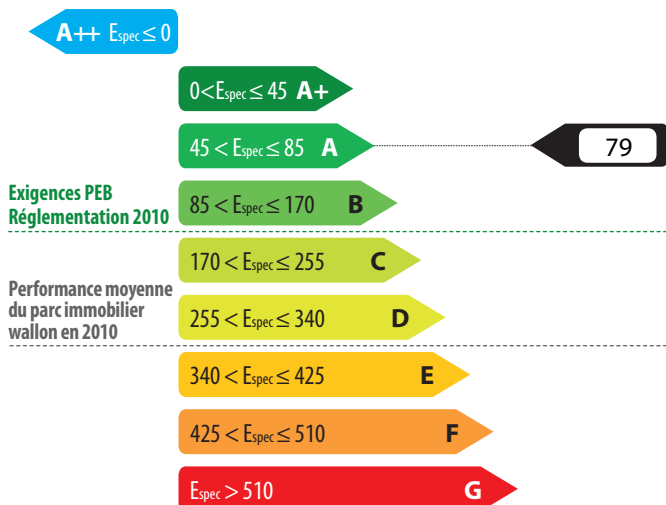 A++ Espec ≤ 0
0<Espec ≤ 45 A+
45 < Espec ≤ 85 A
79
Exigences PEB
Réglementation 2010
85 < Espec ≤ 170 B
170 < Espec ≤ 255 C
Performance moyenne
du parc immobilier
wallon en 2010
255 < Espec ≤ 340 D
340 < Espec ≤ 425 E
425 < Espec ≤ 510 F
Espec > 510 G